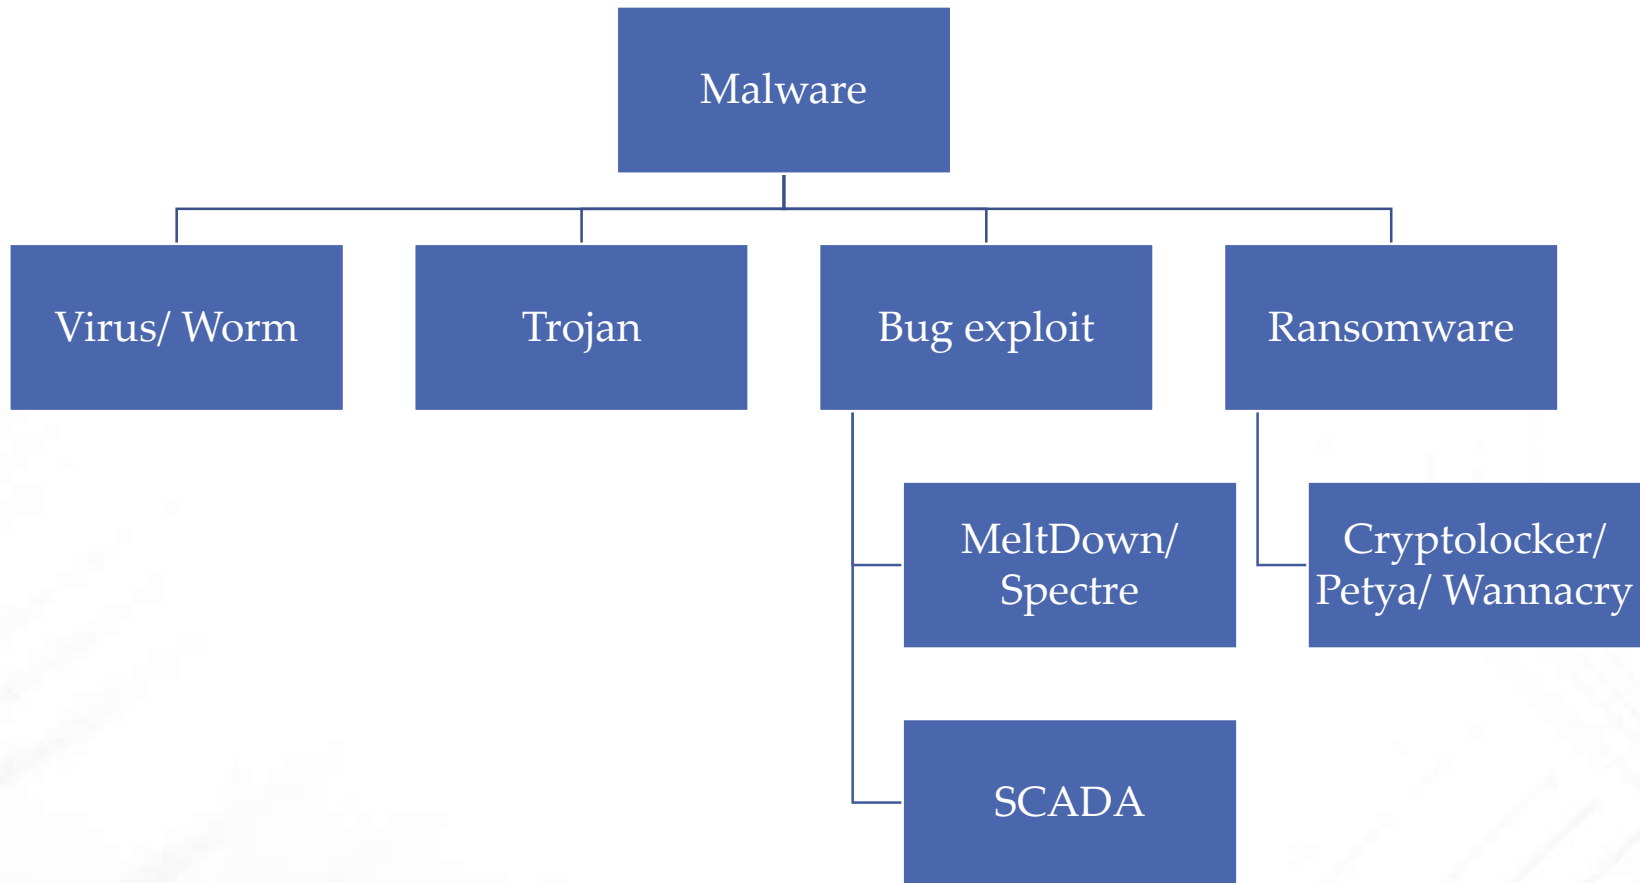 Malware
Virus/ Worm
Trojan
Bug exploit
Ransomware
MeltDown/
Spectre
Cryptolocker/
Petya/ Wannacry
SCADA